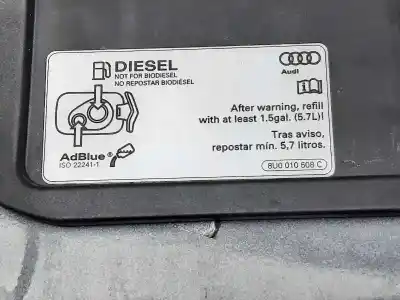 DIESEL
NOT FOR BIODIESEL
NO REPOSTAR BIODIÉSEL
Audi
After warning, refill
with at least 1.5gal. (5.7L)!
Tras aviso,
repostar mín. 5,7 litros.
AdBlue®
ISO 22241-1
8U0 010 508 C